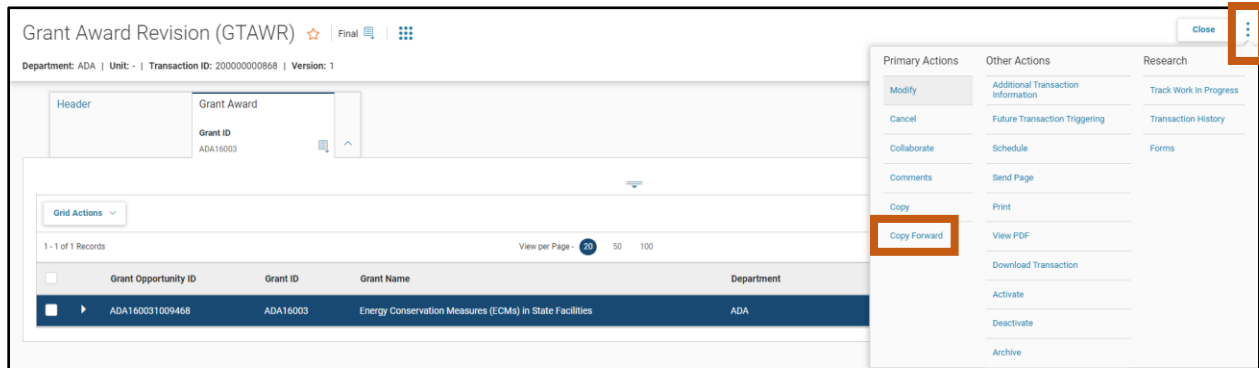 Grant Award Revision (GTAWR) Final
Close
Department: ADA | Unit: - | Transaction ID: 200000000868 | Version: 1
Header
Grant Award
Grant ID
ADA16003
Grid Actions
1 - 1 of 1 Records
View per Page - 20 50 100
Grant Opportunity ID Grant ID Grant Name Department
ADA160031009468 ADA16003 Energy Conservation Measures (ECMs) in State Facilities ADA
Primary Actions
Modify
Cancel
Collaborate
Comments
Copy
Copy Forward
Other Actions
Additional Transaction
Information
Future Transaction Triggering
Schedule
Send Page
Print
View PDF
Download Transaction
Activate
Deactivate
Archive
Research
Track Work In Progress
Transaction History
Forms